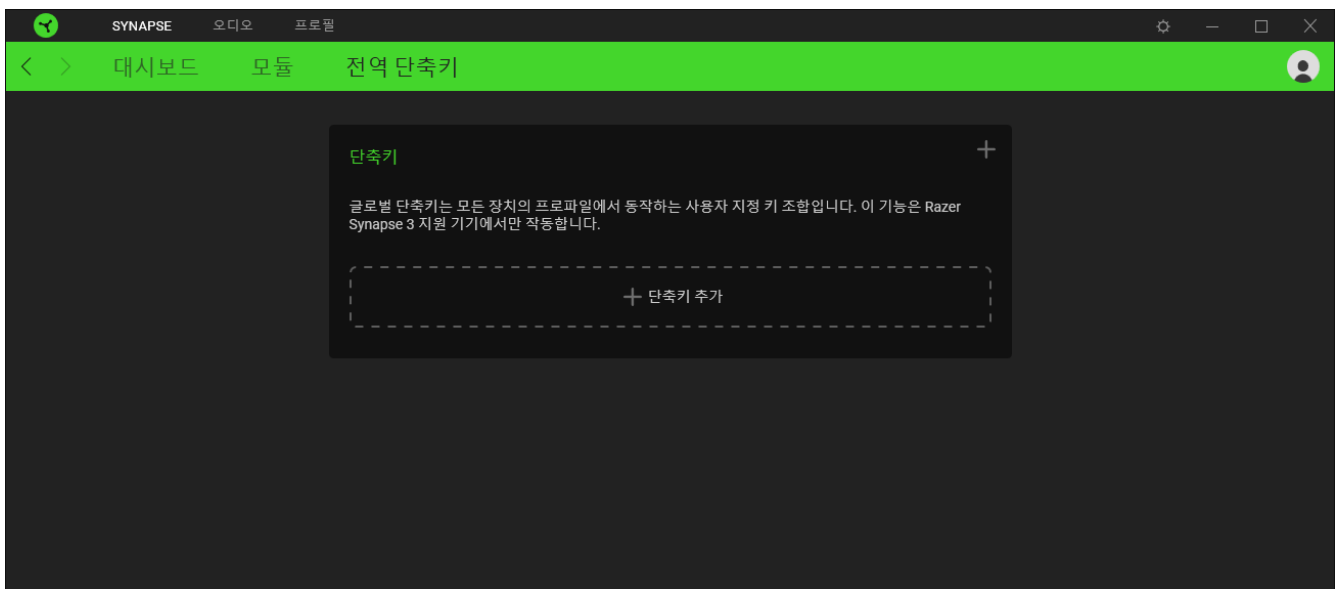 SYNAPSE 오디오 프로필
대시보드 모듈 전역 단축키
단축키
글로벌 단축키는 모든 장치의 프로파일에서 동작하는 사용자 지정 키 조합입니다. 이 기능은 Razer
Synapse 3 지원 기기에서만 작동합니다.
단축키 추가